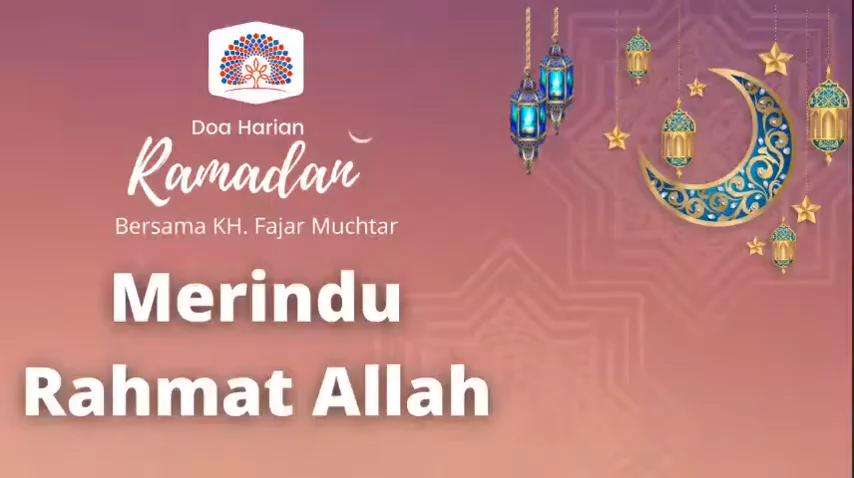 Doa Harian
Ramadan
Bersama KH. Fajar Muchtar
Merindu
Rahmat Allah